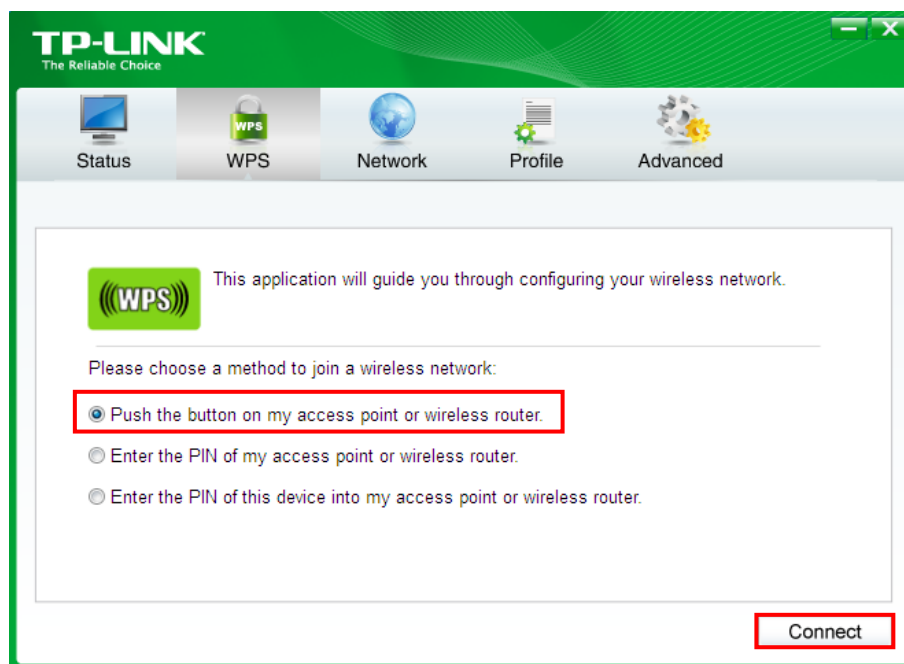 TP-LINK
The Reliable Choice
Status WPS Network Profile Advanced
WPS
This application will guide you through configuring your wireless network.
WPS
Please choose a method to join a wireless network:
Push the button on my access point or wireless router.
Enter the PIN of my access point or wireless router.
Enter the PIN of this device into my access point or wireless router.
Connect